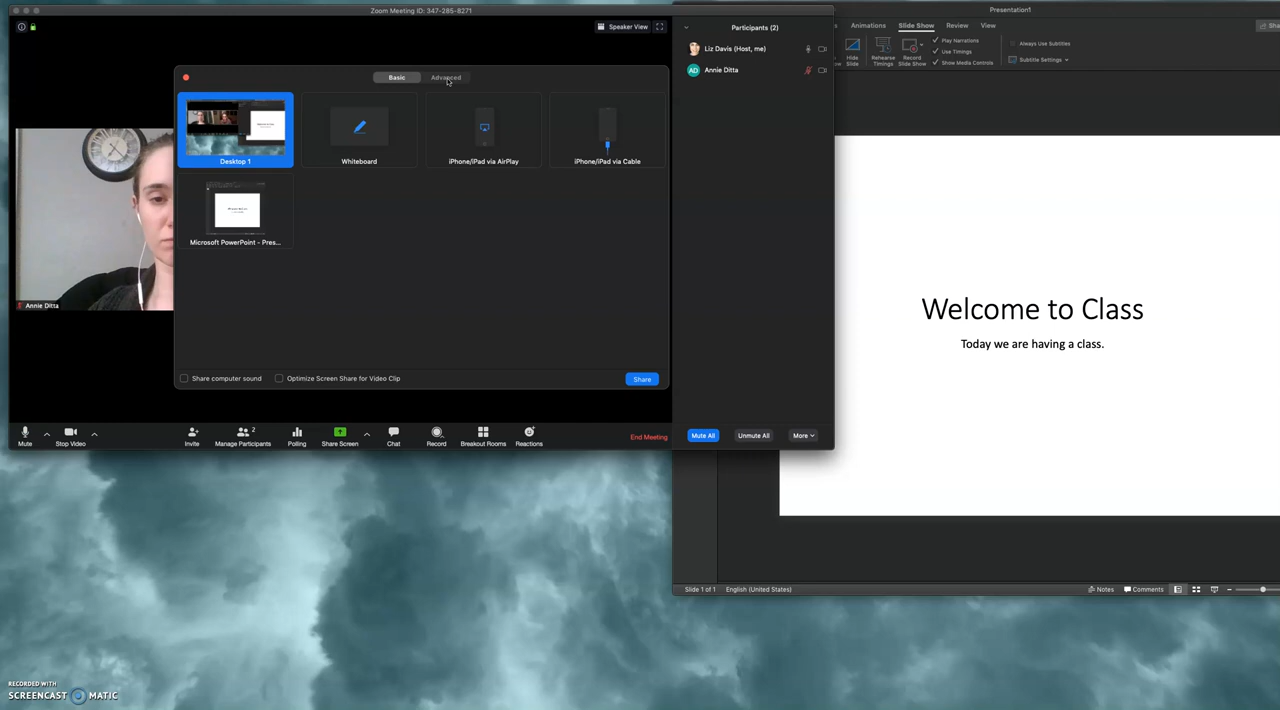 Zoom Meeting ID: 347-285-8271
Speaker View
Basic
Advanced
Desktop 1
Whiteboard
iPhone/iPad via AirPlay
iPhone/iPad via Cable
Microsoft PowerPoint - Pres...
Annie Ditta
Share computer sound
Optimize Screen Share for Video Clip
Share
Mute
Stop Video
Invite
2
Manage Participants
Polling
Share Screen
Chat
Record
Breakout Rooms
Reactions
End Meeting
Participants (2)
Liz Davis (Host, me)
AD Annie Ditta
Mute All
Unmute All
More
Presentation1
Animations
Slide Show
Review
View
Hide Slide
Rehearse Timings
Record Slide Show
Play Narrations
Use Timings
Show Media Controls
Always Use Subtitles
Subtitle Settings
Welcome to Class
Today we are having a class.
Slide 1 of 1
English (United States)
Notes
Comments
RECORDED WITH
SCREENCAST MATIC